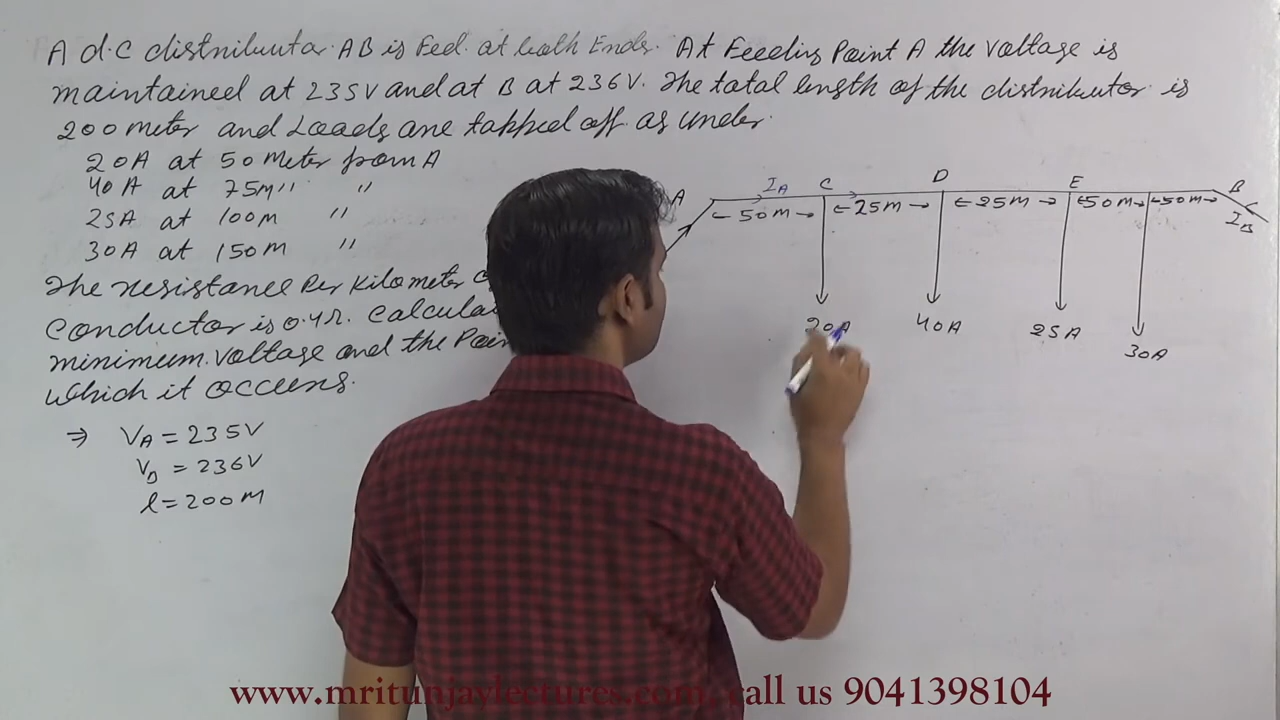 A d.c distributor AB is Fed at both Ends. At Feeding Point A the voltage is
maintained at 235V and at B at 236V. The total length of the distributor is
200 meter and Loads are tapped off as under
20A at 50 Meter from A
40A at 75M " "
25A at 100M "
30A at 150M "
The resistance Per Kilometer
Conductor is 0.4Ω. Calcula
minimum voltage and the Poin
which it occurs.
⇒ VA = 235V
VB = 236V
l = 200M
A IA C D E B
50M 25M 25M 50M 50M
IB
20A 40A 25A
30A
www.mritunjaylectures.com, call us 9041398104